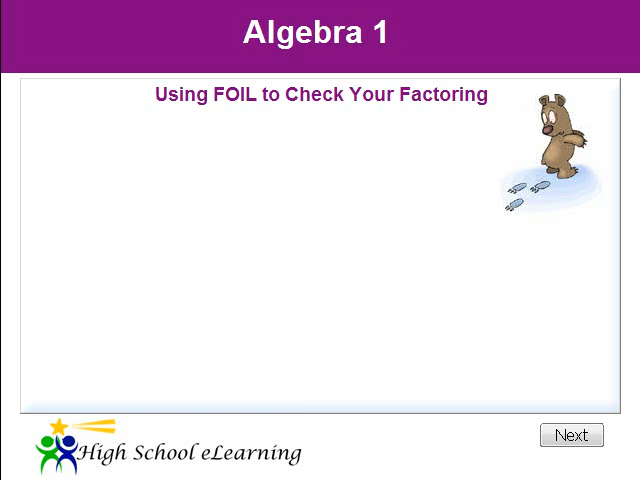 Algebra 1
Using FOIL to Check Your Factoring
High School eLearning
Next